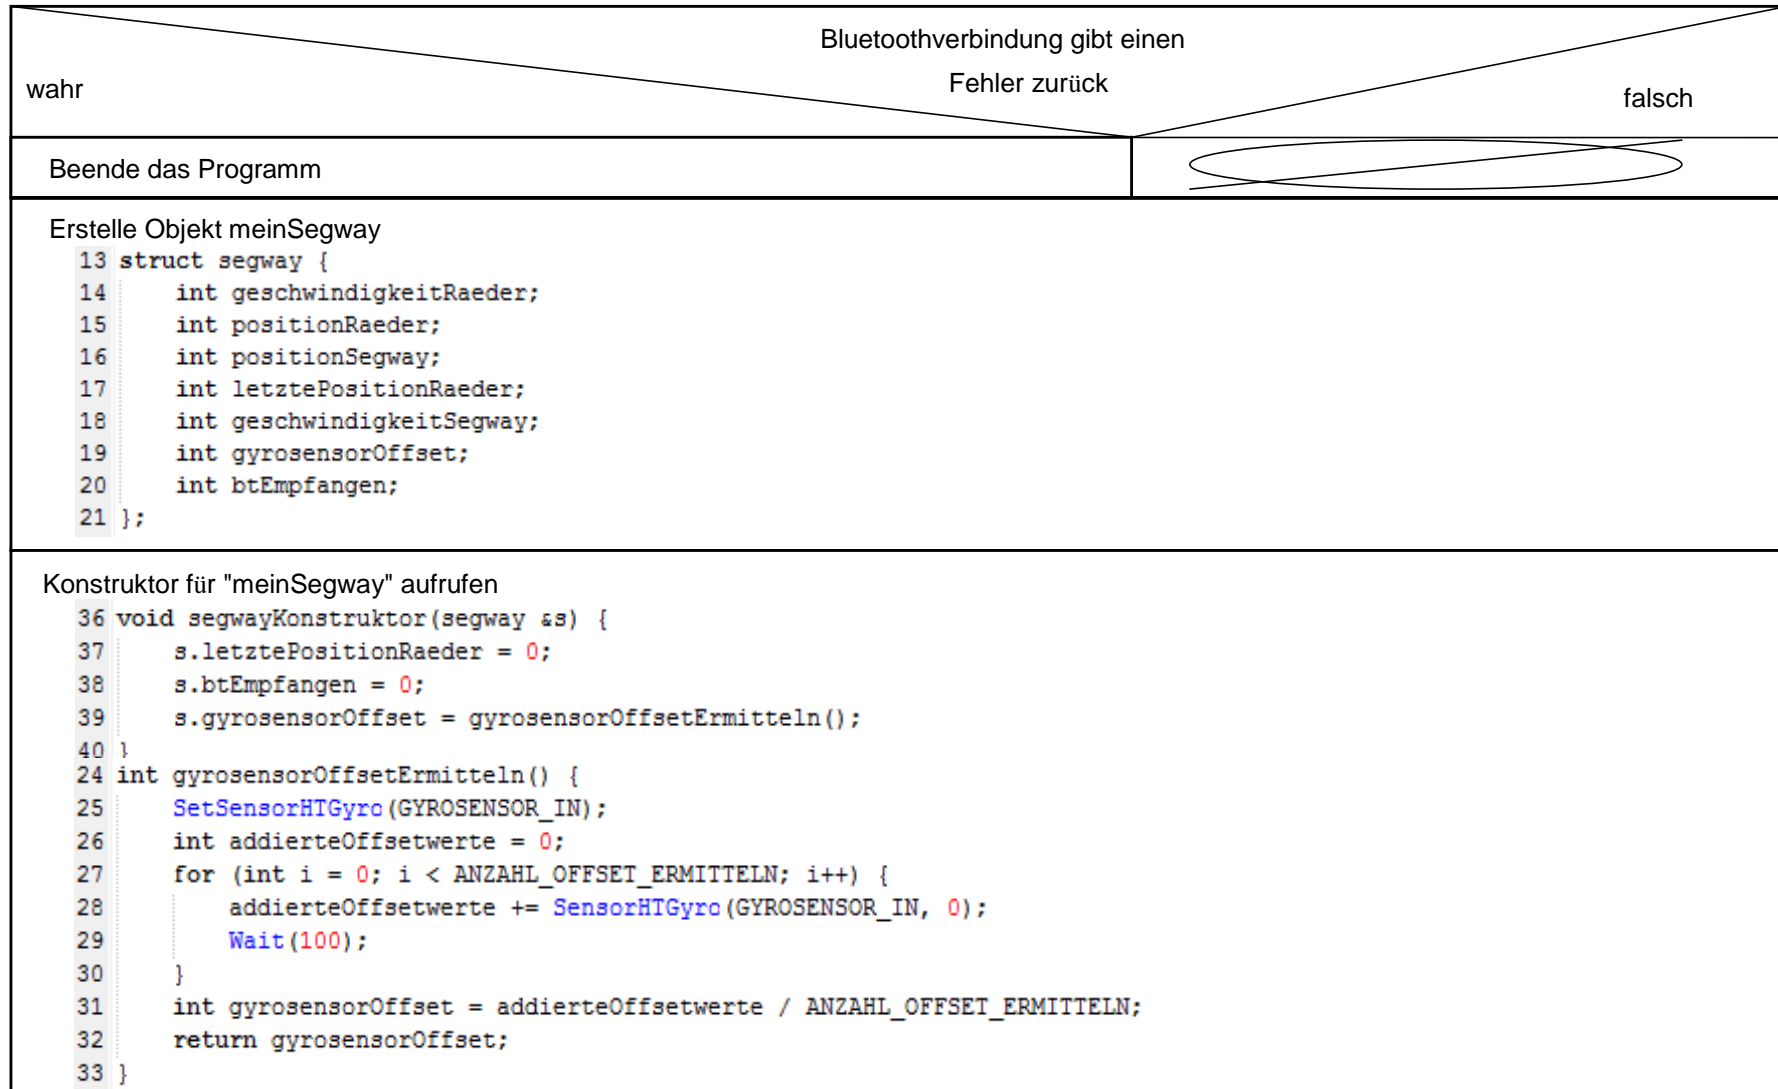 Bluetoothverbindung gibt einen
Fehler zurück
wahr
falsch
Beende das Programm
Erstelle Objekt meinSegway
13 struct segway {
14 int geschwindigkeitRaeder;
15 int positionRaeder;
16 int positionSegway;
17 int letztePositionRaeder;
18 int geschwindigkeitSegway;
19 int gyrosensorOffset;
20 int btEmpfangen;
21 };
Konstruktor für "meinSegway" aufrufen
36 void segwayKonstruktor(segway &s) {
37 s.letztePositionRaeder = 0;
38 s.btEmpfangen = 0;
39 s.gyrosensorOffset = gyrosensorOffsetErmitteln();
40 }
24 int gyrosensorOffsetErmitteln() {
25 SetSensorHTGyro(GYROSENSOR_IN);
26 int addierteOffsetwerte = 0;
27 for (int i = 0; i < ANZAHL_OFFSET_ERMITTELN; i++) {
28 addierteOffsetwerte += SensorHTGyro(GYROSENSOR_IN, 0);
29 Wait(100);
30 }
31 int gyrosensorOffset = addierteOffsetwerte / ANZAHL_OFFSET_ERMITTELN;
32 return gyrosensorOffset;
33 }